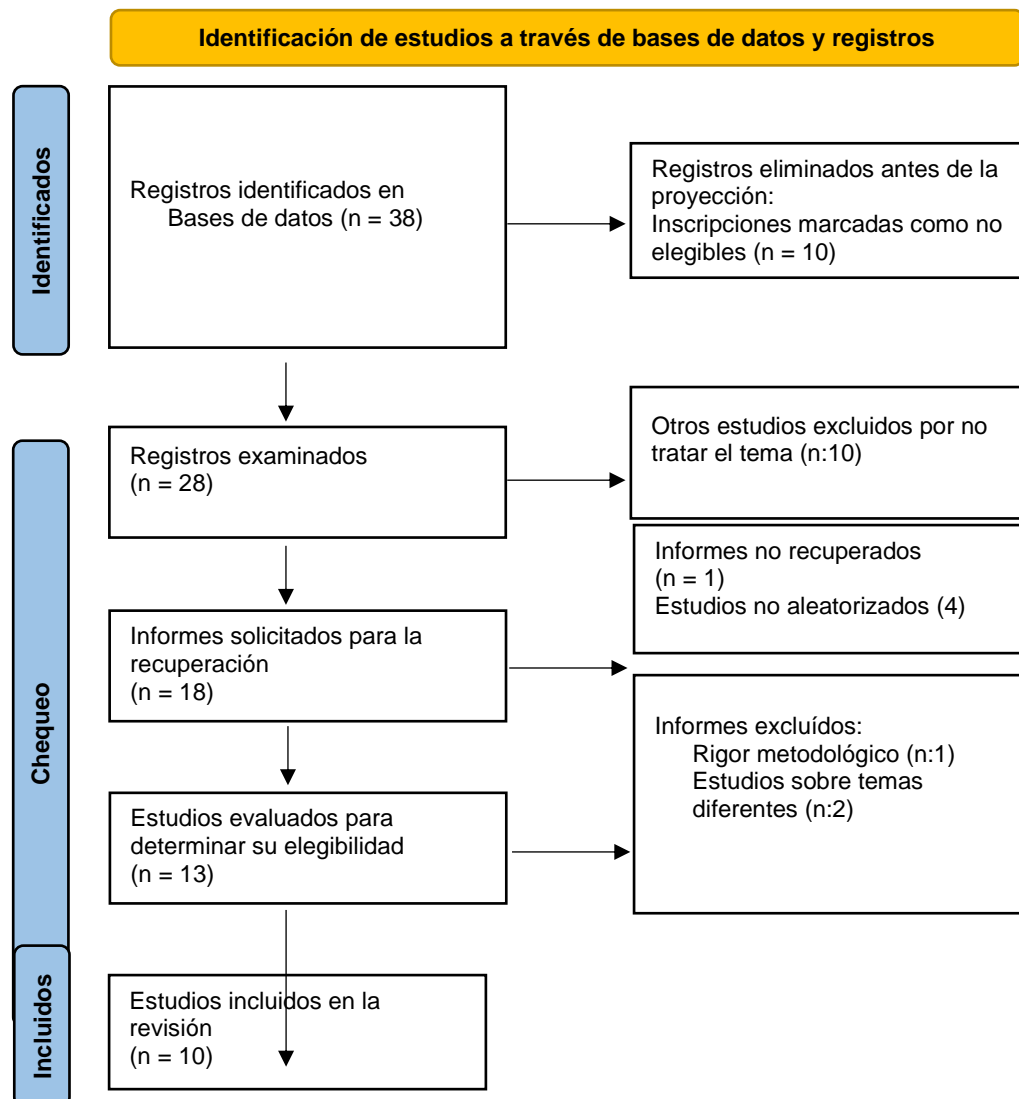 Identificación de estudios a través de bases de datos y registros
Identificados
Registros identificados en
Bases de datos (n = 38)
Registros eliminados antes de la
proyección:
Inscripciones marcadas como no
elegibles (n = 10)
Chequeo
Registros examinados
(n = 28)
Otros estudios excluidos por no
tratar el tema (n:10)
Informes solicitados para la
recuperación
(n = 18)
Informes no recuperados
(n = 1)
Estudios no aleatorizados (4)
Estudios evaluados para
determinar su elegibilidad
(n = 13)
Informes excluídos:
Rigor metodológico (n:1)
Estudios sobre temas
diferentes (n:2)
Incluidos
Estudios incluidos en la
revisión
(n = 10)